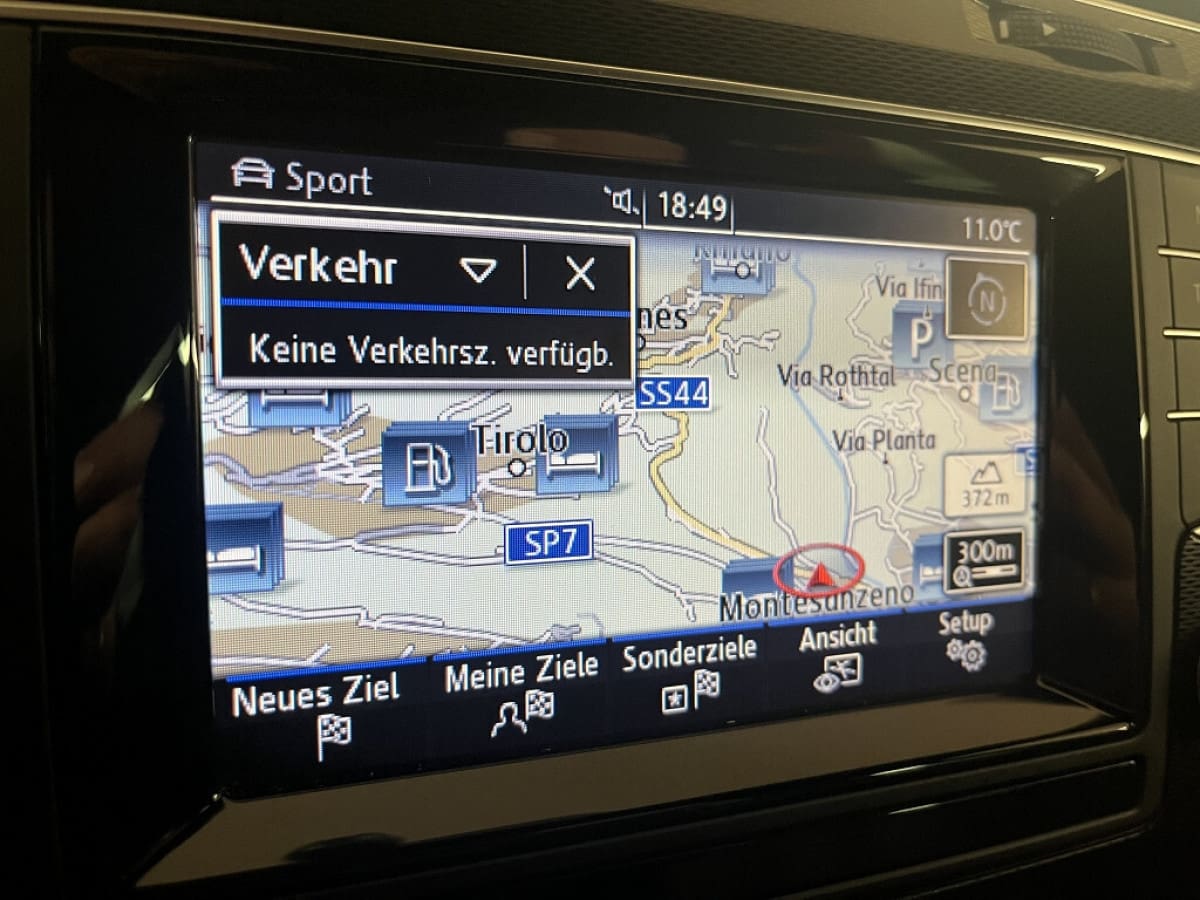 Sport
18:49
11.0°C
Verkehr
Keine Verkehrsz. verfügb.
N
Via Ifin
P
SS44
Via Rothtal
Scena
Tirolo
Via Planta
372m
SP7
300m
Montesanzeno
Neues Ziel
Meine Ziele
Sonderziele
Ansicht
Setup